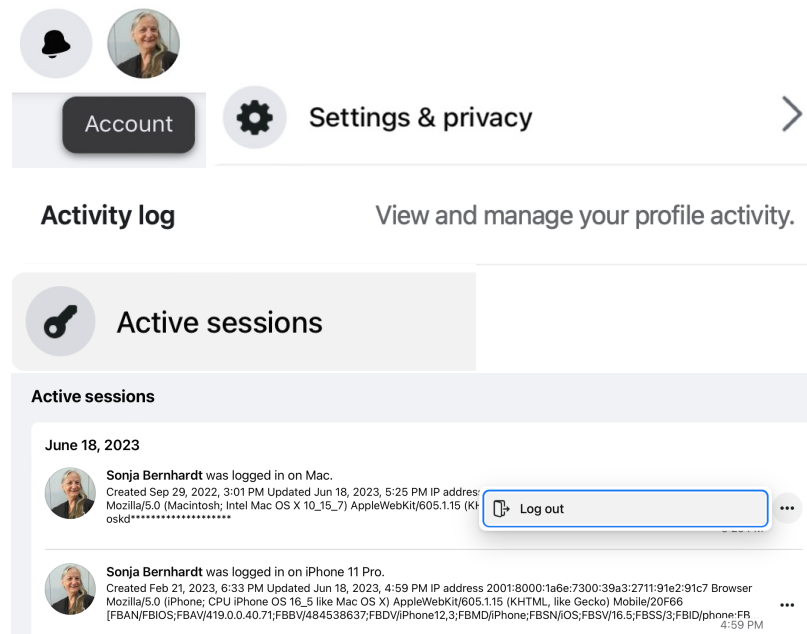 Account
Settings & privacy
Activity log
View and manage your profile activity.
Active sessions
Active sessions
June 18, 2023
Sonja Bernhardt was logged in on Mac.
Created Sep 29, 2022, 3:01 PM Updated Jun 18, 2023, 5:25 PM IP address
Mozilla/5.0 (Macintosh; Intel Mac OS X 10_15_7) AppleWebKit/605.1.15
oskd********************
Log out
Sonja Bernhardt was logged in on iPhone 11 Pro.
Created Feb 21, 2023, 6:33 PM Updated Jun 18, 2023, 4:59 PM IP address 2001:8000:1a6e:7300:39a3:2711:91e2:91c7 Browser
Mozilla/5.0 (iPhone; CPU iPhone OS 16_5 like Mac OS X) AppleWebKit/605.1.15 (KHTML, like Gecko) Mobile/20F66
[FBAN/FBIOS;FBAV/419.0.0.40.71;FBBV/484538637;FBDV/iPhone12,3;FBMD/iPhone;FBSN/iOS;FBSV/16.5;FBSS/3;FBID/phone;FB
4:59 PM